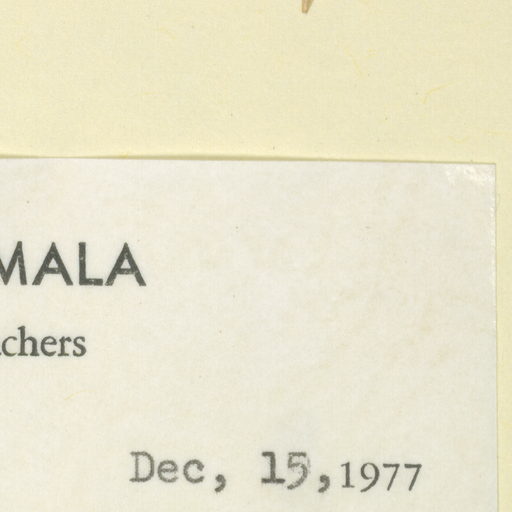 MALA
chers
Dec, 15, 1977